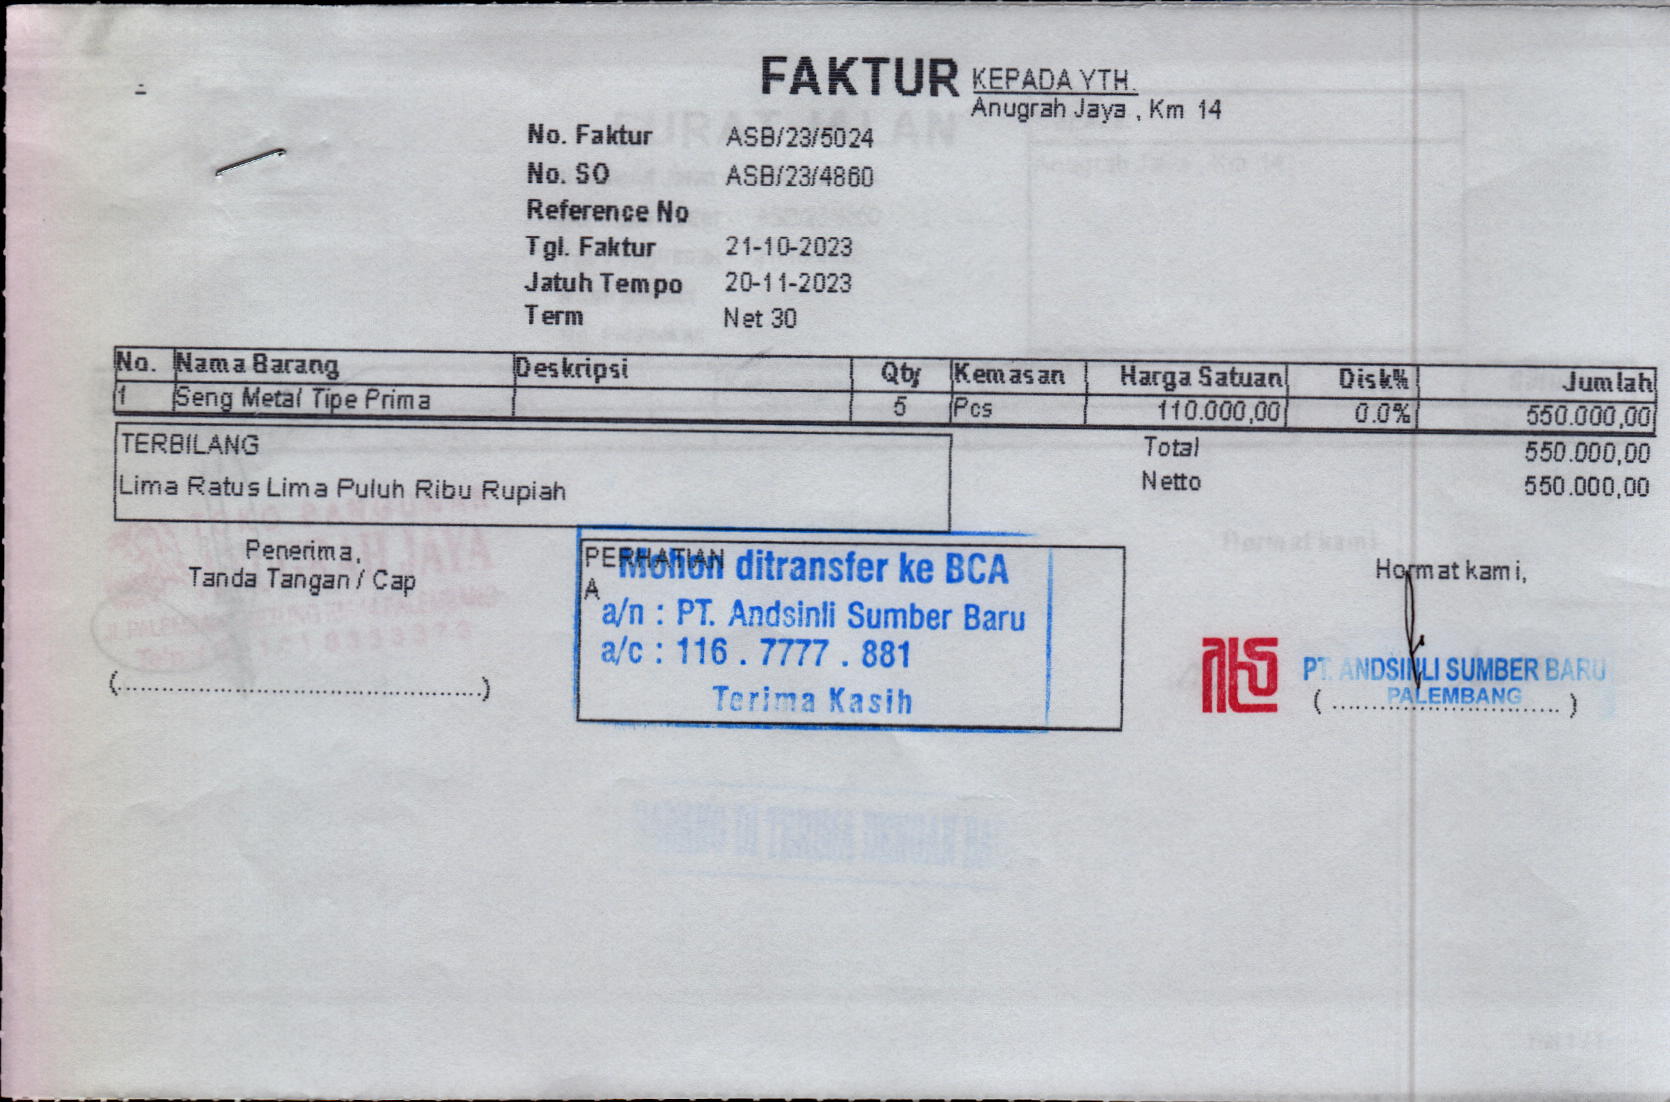 FAKTUR
KEPADA YTH.
Anugrah Jaya , Km 14
No. Faktur ASB/23/5024
No. SO ASB/23/4860
Reference No
Tgl. Faktur 21-10-2023
Jatuh Tempo 20-11-2023
Term Net 30
No. Nama Barang Deskripsi Qty Kemasan Harga Satuan Disk% Jumlah
1 Seng Metal Tipe Prima 5 Pcs 110.000,00 0.0% 550.000,00
TERBILANG
Lima Ratus Lima Puluh Ribu Rupiah
Total 550.000,00
Netto 550.000,00
Penerima,
Tanda Tangan / Cap
(............................................)
PERHATIAN
A
Mohon ditransfer ke BCA
a/n : PT. Andsinli Sumber Baru
a/c : 116 . 7777 . 881
Terima Kasih
Hormat kami,
PT. ANDSINLI SUMBER BARU
PALEMBANG
( ............................ )